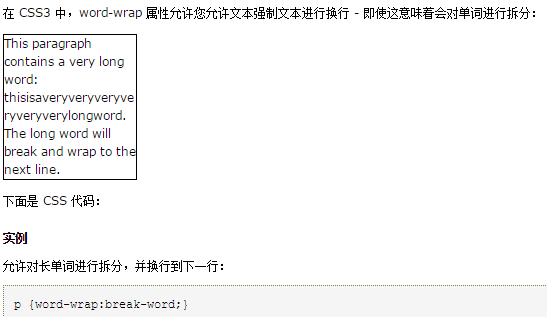 在 CSS3 中，word-wrap 属性允许您允许文本强制文本进行换行 - 即使这意味着会对单词进行拆分：
This paragraph
contains a very long
word:
thisisaveryveryveryve
ryveryverylongword.
The long word will
break and wrap to the
next line.
下面是 CSS 代码：
实例
允许对长单词进行拆分，并换行到下一行：
p {word-wrap:break-word;}